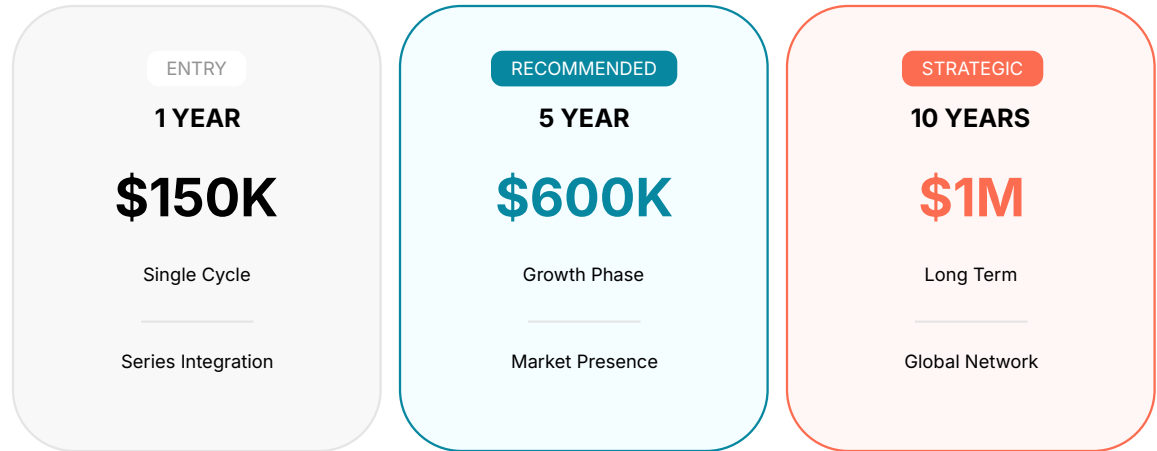 ENTRY
1 YEAR
$150K
Single Cycle
Series Integration
RECOMMENDED
5 YEAR
$600K
Growth Phase
Market Presence
STRATEGIC
10 YEARS
$1M
Long Term
Global Network